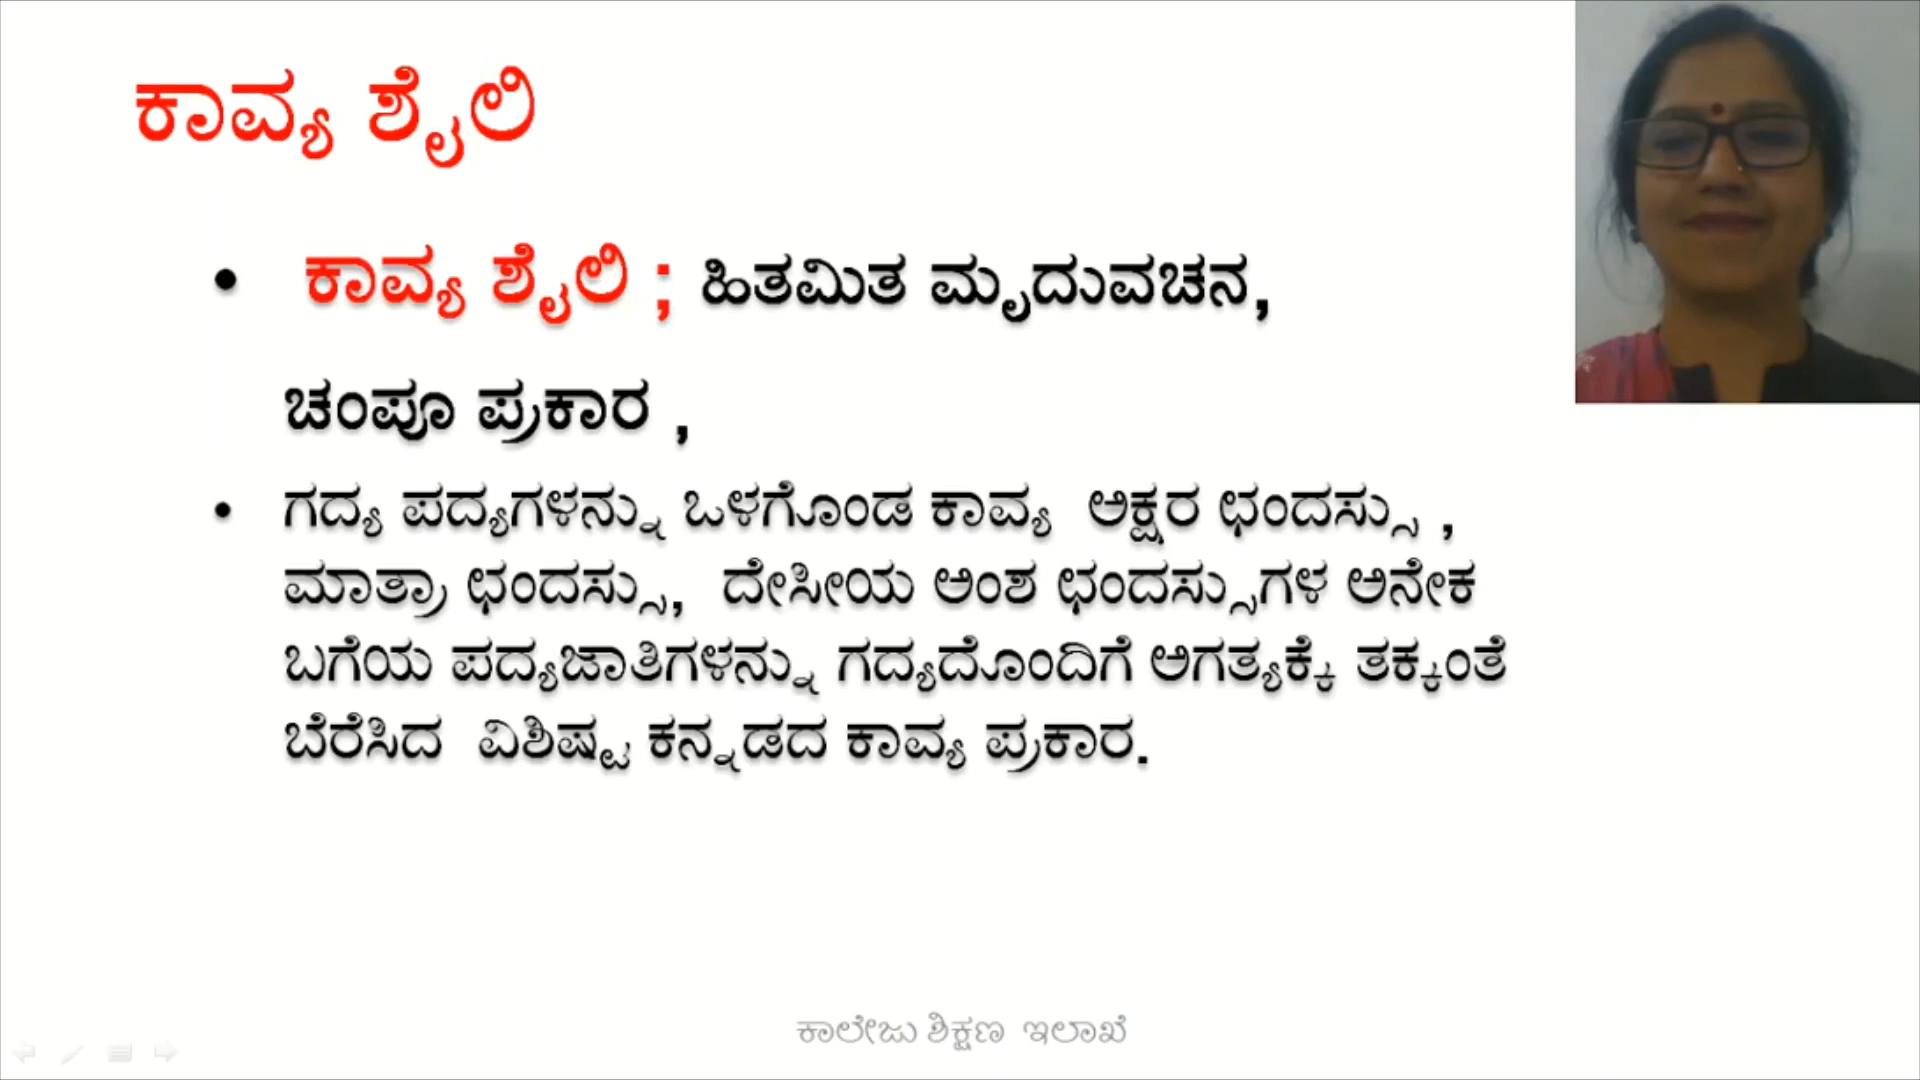 ಕಾವ್ಯ ಶೈಲಿ
• ಕಾವ್ಯ ಶೈಲಿ ; ಹಿತಮಿತ ಮೃದುವಚನ,
ಚಂಪೂ ಪ್ರಕಾರ ,
• ಗದ್ಯ ಪದ್ಯಗಳನ್ನು ಒಳಗೊಂಡ ಕಾವ್ಯ ಅಕ್ಷರ ಛಂದಸ್ಸು ,
ಮಾತ್ರಾ ಛಂದಸ್ಸು, ದೇಸೀಯ ಅಂಶ ಛಂದಸ್ಸುಗಳ ಅನೇಕ
ಬಗೆಯ ಪದ್ಯಜಾತಿಗಳನ್ನು ಗದ್ಯದೊಂದಿಗೆ ಅಗತ್ಯಕ್ಕೆ ತಕ್ಕಂತೆ
ಬೆರೆಸಿದ ವಿಶಿಷ್ಟ ಕನ್ನಡದ ಕಾವ್ಯ ಪ್ರಕಾರ.
ಕಾಲೇಜು ಶಿಕ್ಷಣ ಇಲಾಖೆ